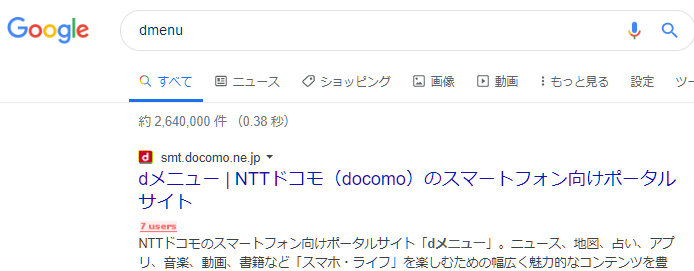 Google
dmenu
すべて ニュース ショッピング 画像 動画 もっと見る 設定 ツー
約 2,640,000 件 （0.38 秒）
d smt.docomo.ne.jp
dメニュー | NTTドコモ（docomo）のスマートフォン向けポータル
サイト
7 users
NTTドコモのスマートフォン向けポータルサイト「dメニュー」。ニュース、地図、占い、アプ
リ、音楽、動画、書籍など「スマホ・ライフ」を楽しむための幅広く魅力的なコンテンツを豊